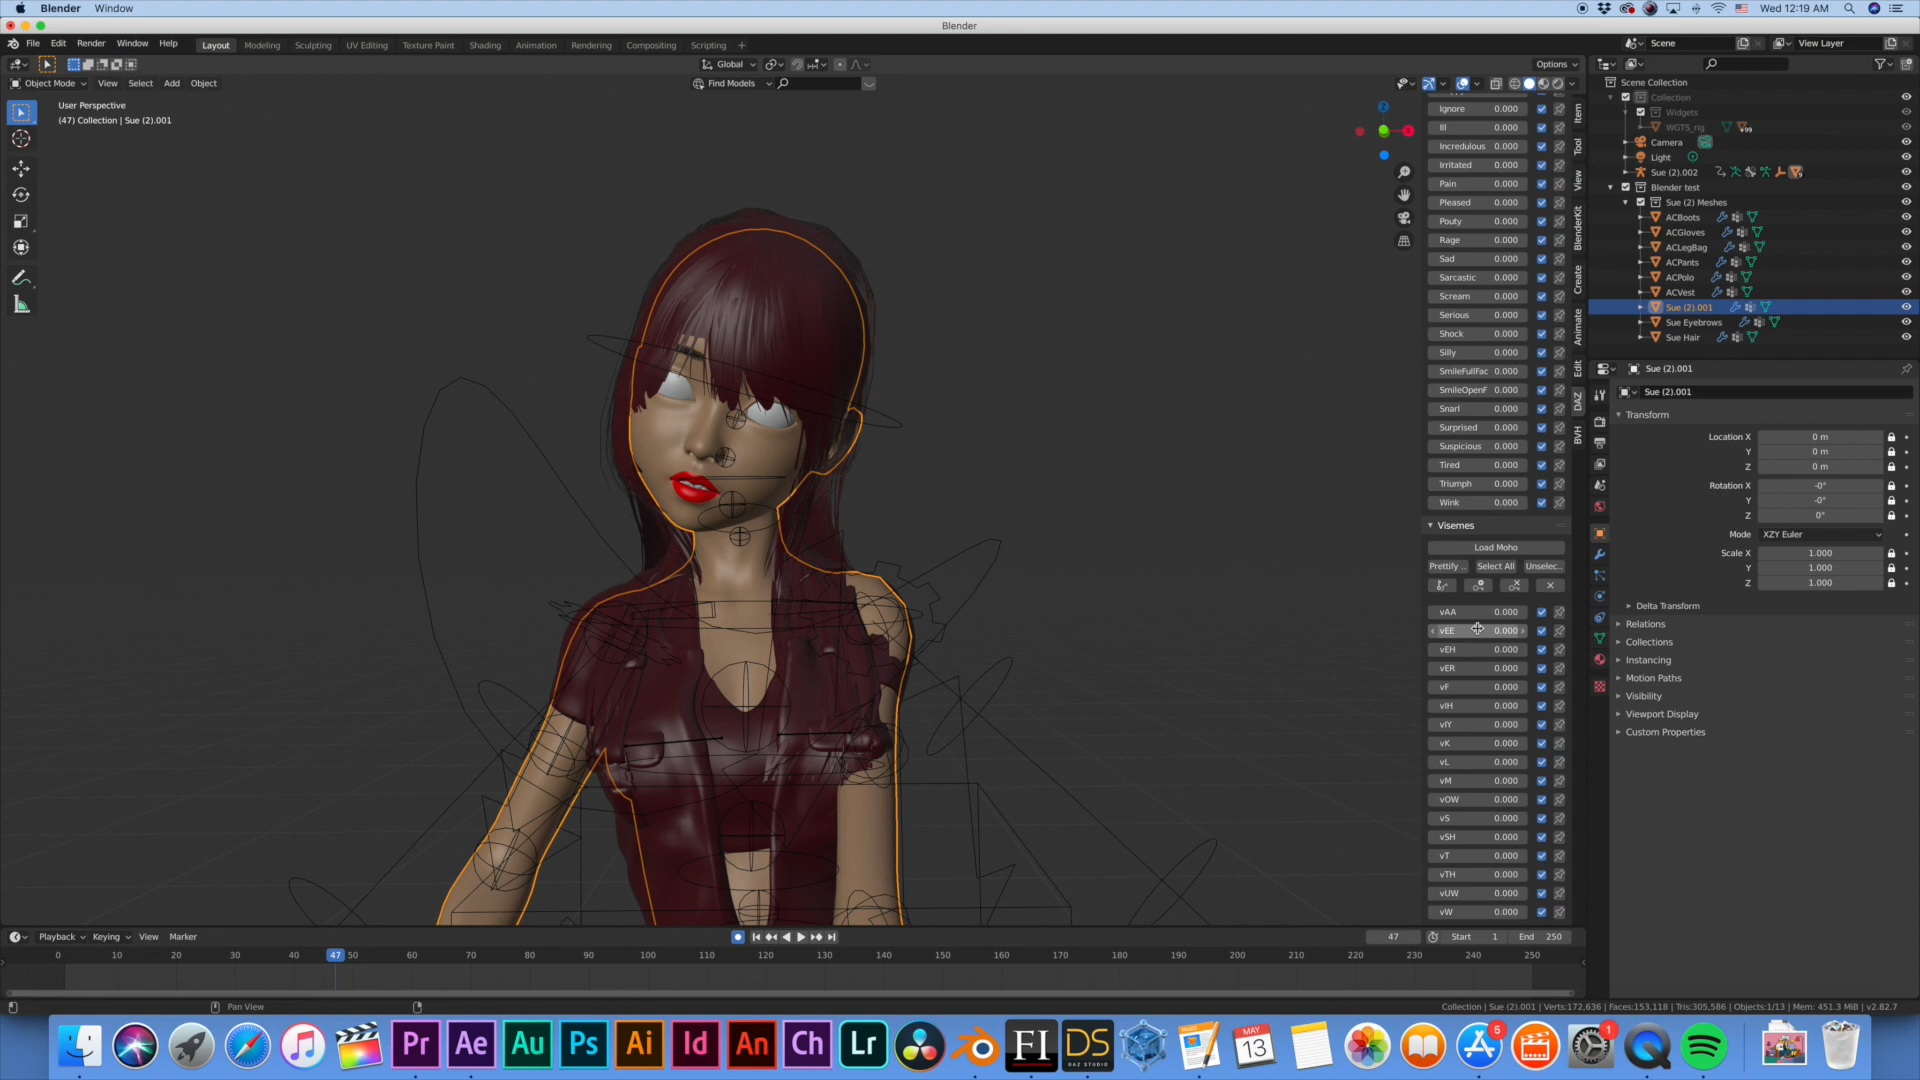 Blender Window Wed 12:19 AM
Blender
File Edit Render Window Help Layout Modeling Sculpting UV Editing Texture Paint Shading Animation Rendering Compositing Scripting + Scene View Layer
Global Options
Object Mode View Select Add Object Find Models
User Perspective
(47) Collection | Sue (2).001
Ignore 0.000
Ill 0.000
Incredulous 0.000
Irritated 0.000
Pain 0.000
Pleased 0.000
Pouty 0.000
Rage 0.000
Sad 0.000
Sarcastic 0.000
Scream 0.000
Serious 0.000
Shock 0.000
Silly 0.000
SmileFullFac 0.000
SmileOpenF 0.000
Snarl 0.000
Surprised 0.000
Suspicious 0.000
Tired 0.000
Triumph 0.000
Wink 0.000
Visemes
Load Moho
Prettify .. Select All Unselec..
vAA 0.000
vEE 0.000
vEH 0.000
vER 0.000
vF 0.000
vIH 0.000
vIY 0.000
vK 0.000
vL 0.000
vM 0.000
vOW 0.000
vS 0.000
vSH 0.000
vT 0.000
vTH 0.000
vUW 0.000
vW 0.000
Item
Tool
View
BlenderKit
Create
Animate
Edit
DAZ
BVH
X
Scene Collection
Collection
Widgets
WGTS_rig +99
Camera
Light
Sue (2).002 9
Blender test
Sue (2) Meshes
ACBoots
ACGloves
ACLegBag
ACPants
ACPolo
ACVest
Sue (2).001
Sue Eyebrows
Sue Hair
Sue (2).001
Sue (2).001
Transform
Location X 0 m
Y 0 m
Z 0 m
Rotation X -0°
Y -0°
Z 0°
Mode XZY Euler
Scale X 1.000
Y 1.000
Z 1.000
Delta Transform
Relations
Collections
Instancing
Motion Paths
Visibility
Viewport Display
Custom Properties
Playback Keying View Marker 47 Start 1 End 250
0 10 20 30 40 47 50 60 70 80 90 100 110 120 130 140 150 160 170 180 190 200 210 220 230 240 250
Pan View
Collection | Sue (2).001 | Verts:172,636 | Faces:153,118 | Tris:305,586 | Objects:1/13 | Mem: 451.3 MiB | v2.82.7
Pr Ae Au Ps Ai Id An Ch Lr FI DS
DAZ STUDIO
MAY
13
5
1